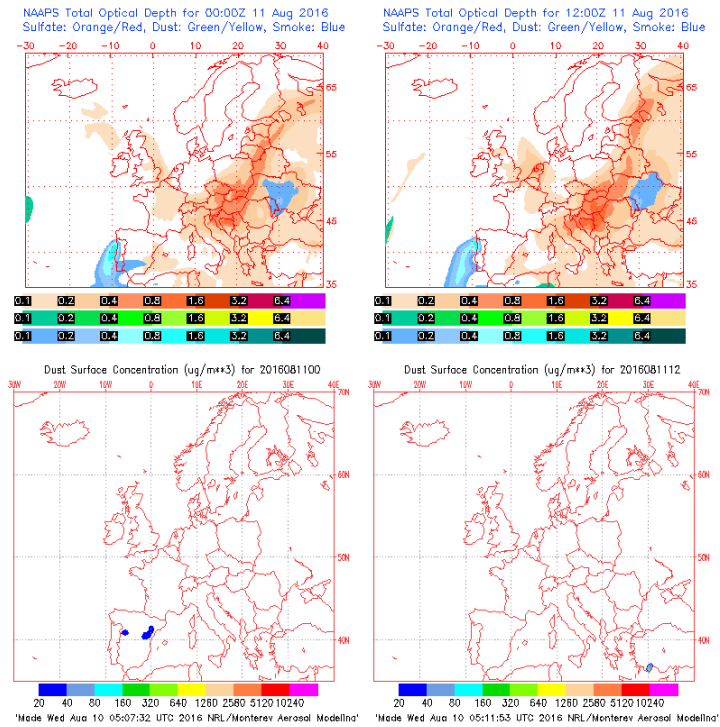 NAAPS Total Optical Depth for 00:00Z 11 Aug 2016
Sulfate: Orange/Red, Dust: Green/Yellow, Smoke: Blue
-30 -20 -10 0 10 20 30 40
65
55
45
35
0.1 0.2 0.4 0.8 1.6 3.2 6.4
0.1 0.2 0.4 0.8 1.6 3.2 6.4
0.1 0.2 0.4 0.8 1.6 3.2 6.4
NAAPS Total Optical Depth for 12:00Z 11 Aug 2016
Sulfate: Orange/Red, Dust: Green/Yellow, Smoke: Blue
-30 -20 -10 0 10 20 30 40
65
55
45
35
0.1 0.2 0.4 0.8 1.6 3.2 6.4
0.1 0.2 0.4 0.8 1.6 3.2 6.4
0.1 0.2 0.4 0.8 1.6 3.2 6.4
Dust Surface Concentration (ug/m**3) for 2016081100
30W 20W 10W 0 10E 20E 30E 40E
70N
60N
50N
40N
20 40 80 160 320 640 1280 2560 5120 10240
'Made Wed Aug 10 05:07:32 UTC 2016 NRL/Monterey Aerosol Modeling'
Dust Surface Concentration (ug/m**3) for 2016081112
30W 20W 10W 0 10E 20E 30E 40E
70N
60N
50N
40N
20 40 80 160 320 640 1280 2560 5120 10240
'Made Wed Aug 10 05:11:53 UTC 2016 NRL/Monterey Aerosol Modeling'